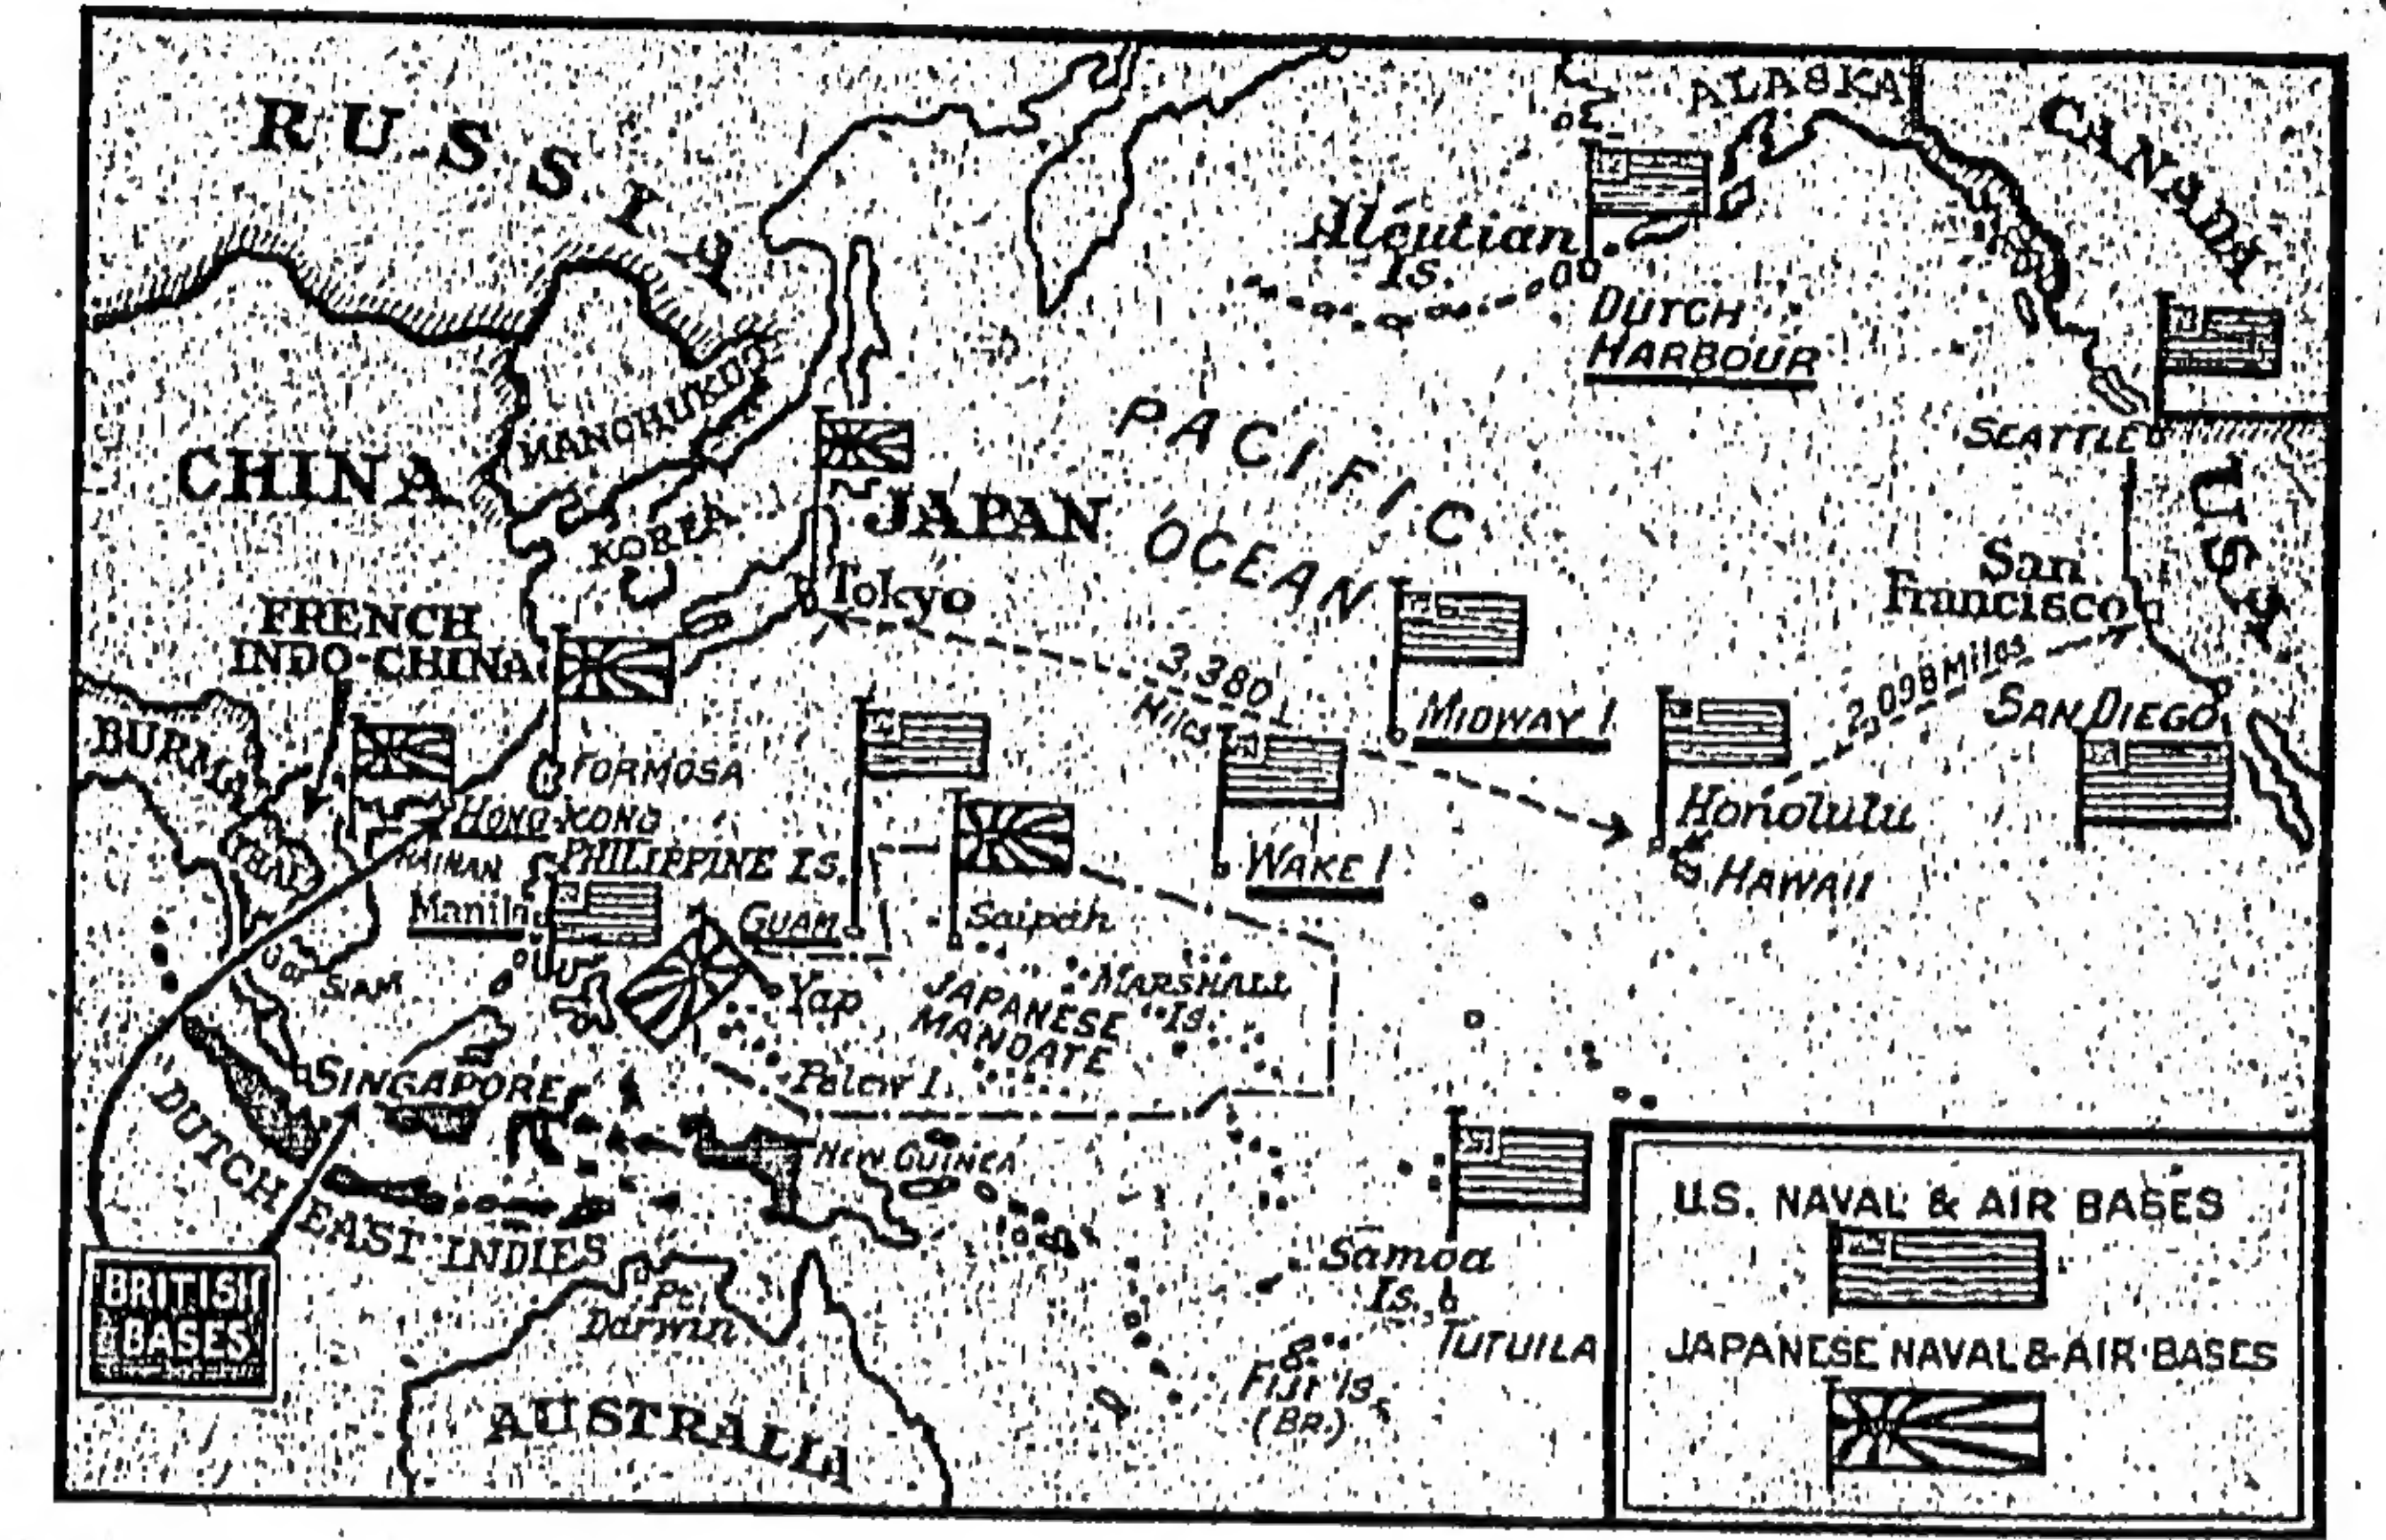 RUSSIA
ALASKA
CANADA
Aleutian
Is.
DUTCH
HARBOUR
MANCHUKUO
CHINA
KOREA
JAPAN
Tokyo
PACIFIC
OCEAN
SEATTLE
U.S.A
San
Francisco
2,098 Miles
SAN DIEGO
FRENCH
INDO-CHINA
BURMA
3,380
Miles
MIDWAY I
FORMOSA
HONG-KONG
HAINAN
THAI
PHILIPPINE IS.
Manila
GUAM
Saipan
WAKE I
Honolulu
HAWAII
G. of SIAM
Yap
JAPANESE
MANDATE
MARSHALL
Is.
Pelew I.
SINGAPORE
DUTCH EAST INDIES
NEW GUINEA
BRITISH
BASES
Pt.
Darwin
AUSTRALIA
Samoa
Is.
TUTUILA
FIJI Is.
(BR.)
U.S. NAVAL & AIR BASES
JAPANESE NAVAL & AIR BASES